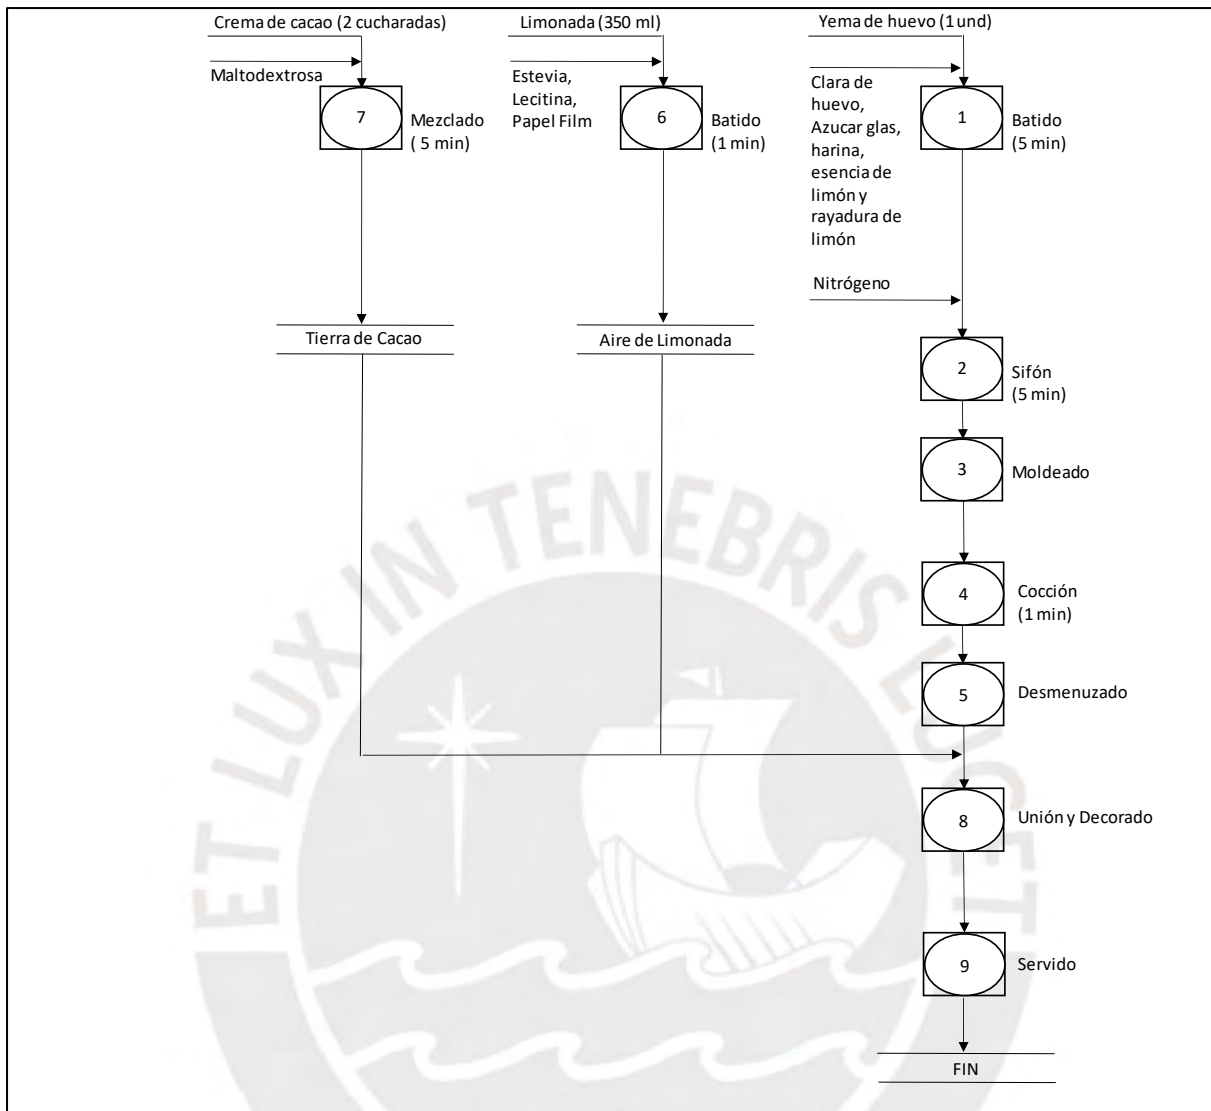 Crema de cacao (2 cucharadas)
Maltodextrosa
7
Mezclado
( 5 min)
Tierra de Cacao
Limonada (350 ml)
Estevia,
Lecitina,
Papel Film
6
Batido
(1 min)
Aire de Limonada
Yema de huevo (1 und)
Clara de
huevo,
Azucar glas,
harina,
esencia de
limón y
rayadura de
limón
1
Batido
(5 min)
Nitrógeno
2
Sifón
(5 min)
3
Moldeado
4
Cocción
(1 min)
5
Desmenuzado
8
Unión y Decorado
9
Servido
FIN
ET LUX IN TENEBRIS LUCET